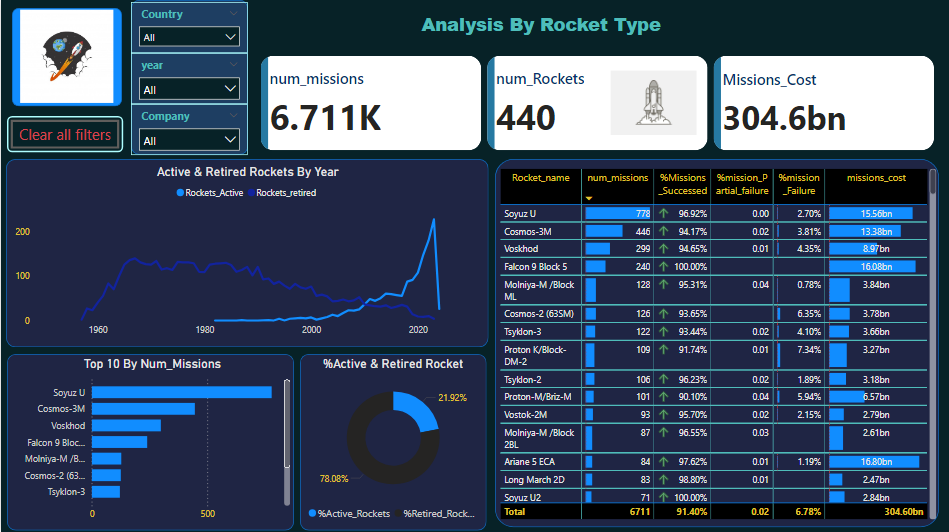 Country
All
year
All
Company
All
Clear all filters
Analysis By Rocket Type
num_missions
6.711K
num_Rockets
440
Missions_Cost
304.6bn
Active & Retired Rockets By Year
Rockets_Active Rockets_retired
200
100
0
1960 1980 2000 2020
Top 10 By Num_Missions
Soyuz U
Cosmos-3M
Voskhod
Falcon 9 Bloc...
Molniya-M /B...
Cosmos-2 (63...
Tsyklon-3
0 500
%Active & Retired Rocket
21.92%
78.08%
%Active_Rockets %Retired_Rock...
Rocket_name num_missions %Missions _Successed %mission_P artial_failure %mission _Failure missions_cost
Soyuz U 778 96.92% 0.00 2.70% 15.56bn
Cosmos-3M 446 94.17% 0.02 3.81% 13.38bn
Voskhod 299 94.65% 0.01 4.35% 8.97bn
Falcon 9 Block 5 240 100.00% 16.08bn
Molniya-M /Block ML 128 95.31% 0.04 0.78% 3.84bn
Cosmos-2 (63SM) 126 93.65% 6.35% 3.78bn
Tsyklon-3 122 93.44% 0.02 4.10% 3.66bn
Proton K/Block-DM-2 109 91.74% 0.01 7.34% 3.27bn
Tsyklon-2 106 96.23% 0.02 1.89% 3.18bn
Proton-M/Briz-M 101 90.10% 0.04 5.94% 6.57bn
Vostok-2M 93 95.70% 0.02 2.15% 2.79bn
Molniya-M /Block 2BL 87 96.55% 0.03 2.61bn
Ariane 5 ECA 84 97.62% 0.01 1.19% 16.80bn
Long March 2D 83 98.80% 0.01 2.47bn
Soyuz U2 71 100.00% 2.84bn
Total 6711 91.40% 0.02 6.78% 304.60bn